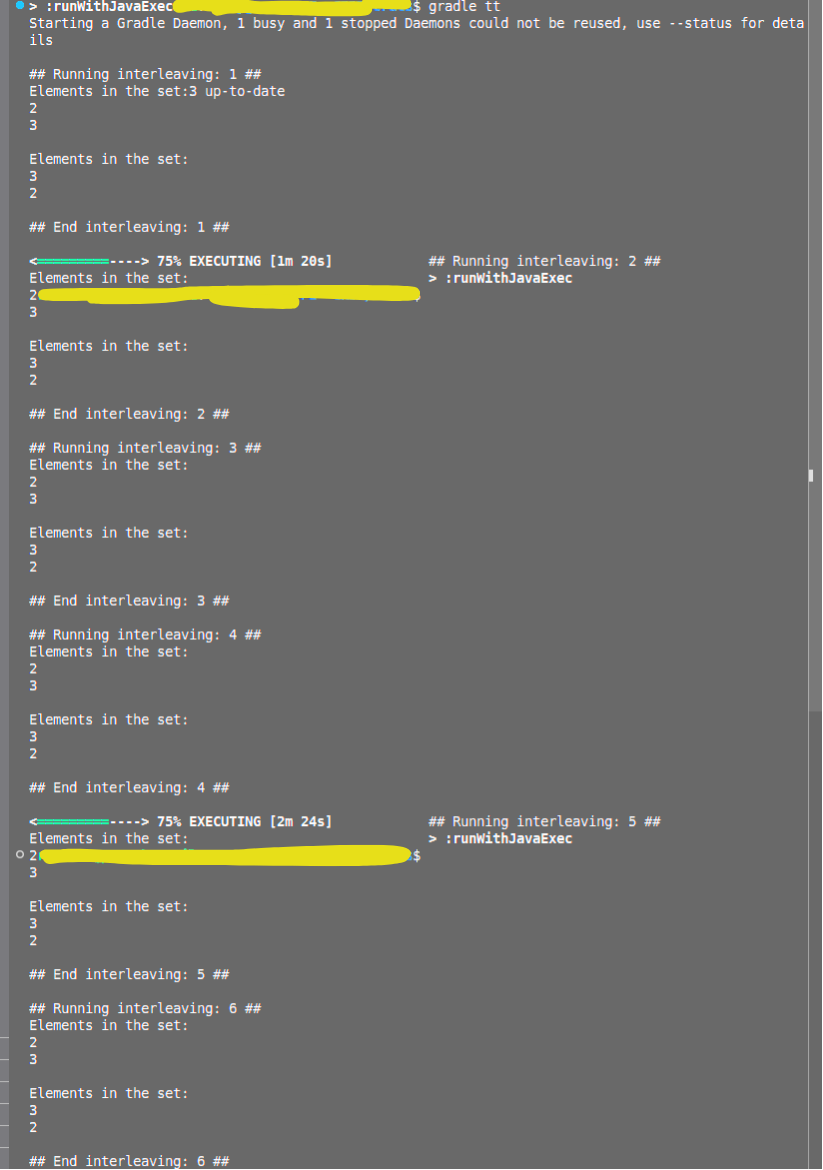 > :runWithJavaExec $ gradle tt
Starting a Gradle Daemon, 1 busy and 1 stopped Daemons could not be reused, use --status for deta
ils
## Running interleaving: 1 ##
Elements in the set:3 up-to-date
2
3
Elements in the set:
3
2
## End interleaving: 1 ##
<=========----> 75% EXECUTING [1m 20s] ## Running interleaving: 2 ##
Elements in the set: > :runWithJavaExec
2
3
Elements in the set:
3
2
## End interleaving: 2 ##
## Running interleaving: 3 ##
Elements in the set:
2
3
Elements in the set:
3
2
## End interleaving: 3 ##
## Running interleaving: 4 ##
Elements in the set:
2
3
Elements in the set:
3
2
## End interleaving: 4 ##
<=========----> 75% EXECUTING [2m 24s] ## Running interleaving: 5 ##
Elements in the set: > :runWithJavaExec
2 $
3
Elements in the set:
3
2
## End interleaving: 5 ##
## Running interleaving: 6 ##
Elements in the set:
2
3
Elements in the set:
3
2
## End interleaving: 6 ##